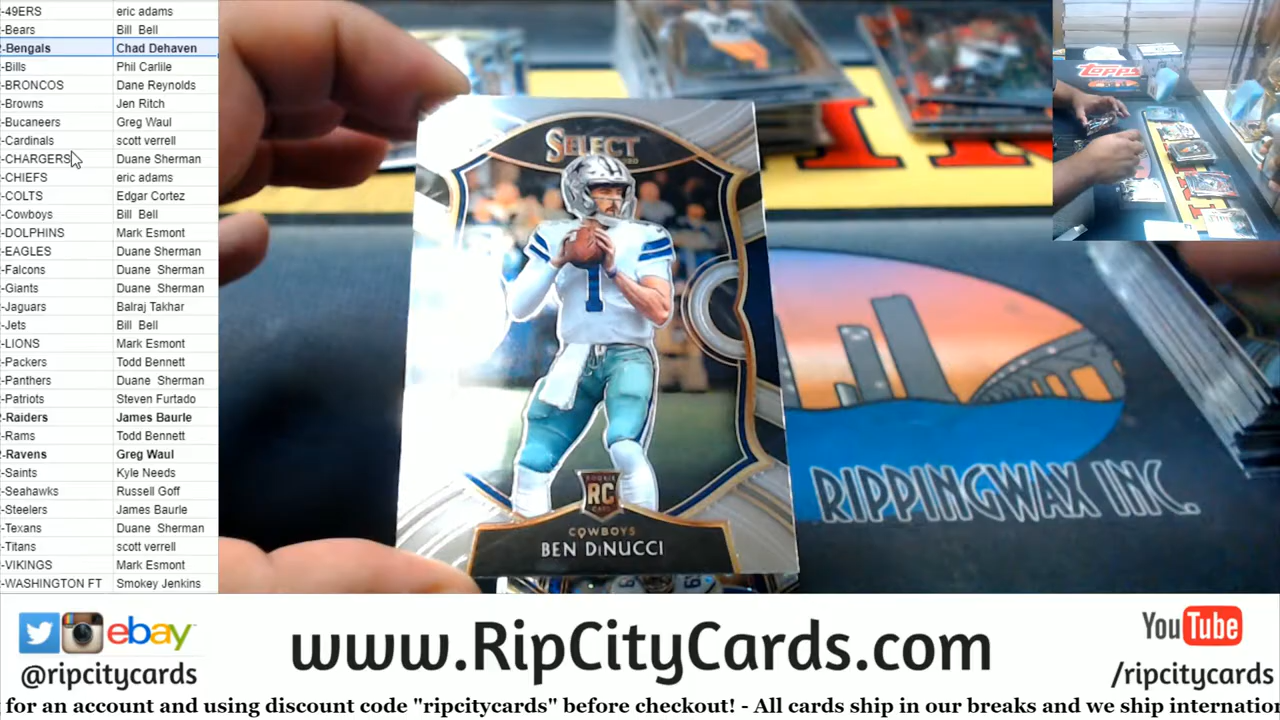 -49ERS eric adams
-Bears Bill Bell
-Bengals Chad Dehaven
-Bills Phil Carlile
-BRONCOS Dane Reynolds
-Browns Jen Ritch
-Bucaneers Greg Waul
-Cardinals scott verrell
-CHARGERS Duane Sherman
-CHIEFS eric adams
-COLTS Edgar Cortez
-Cowboys Bill Bell
-DOLPHINS Mark Esmont
-EAGLES Duane Sherman
-Falcons Duane Sherman
-Giants Duane Sherman
-Jaguars Balraj Takhar
-Jets Bill Bell
-LIONS Mark Esmont
-Packers Todd Bennett
-Panthers Duane Sherman
-Patriots Steven Furtado
-Raiders James Baurle
-Rams Todd Bennett
-Ravens Greg Waul
-Saints Kyle Needs
-Seahawks Russell Goff
-Steelers James Baurle
-Texans Duane Sherman
-Titans scott verrell
-VIKINGS Mark Esmont
-WASHINGTON FT Smokey Jenkins
SELECT
1
ROOKIE
RC
CARD
COWBOYS
BEN DiNUCCI
Topps
RIPPINGWAX INC.
ebay
@ripcitycards
www.RipCityCards.com
YouTube
/ripcitycards
for an account and using discount code "ripcitycards" before checkout! - All cards ship in our breaks and we ship internatio